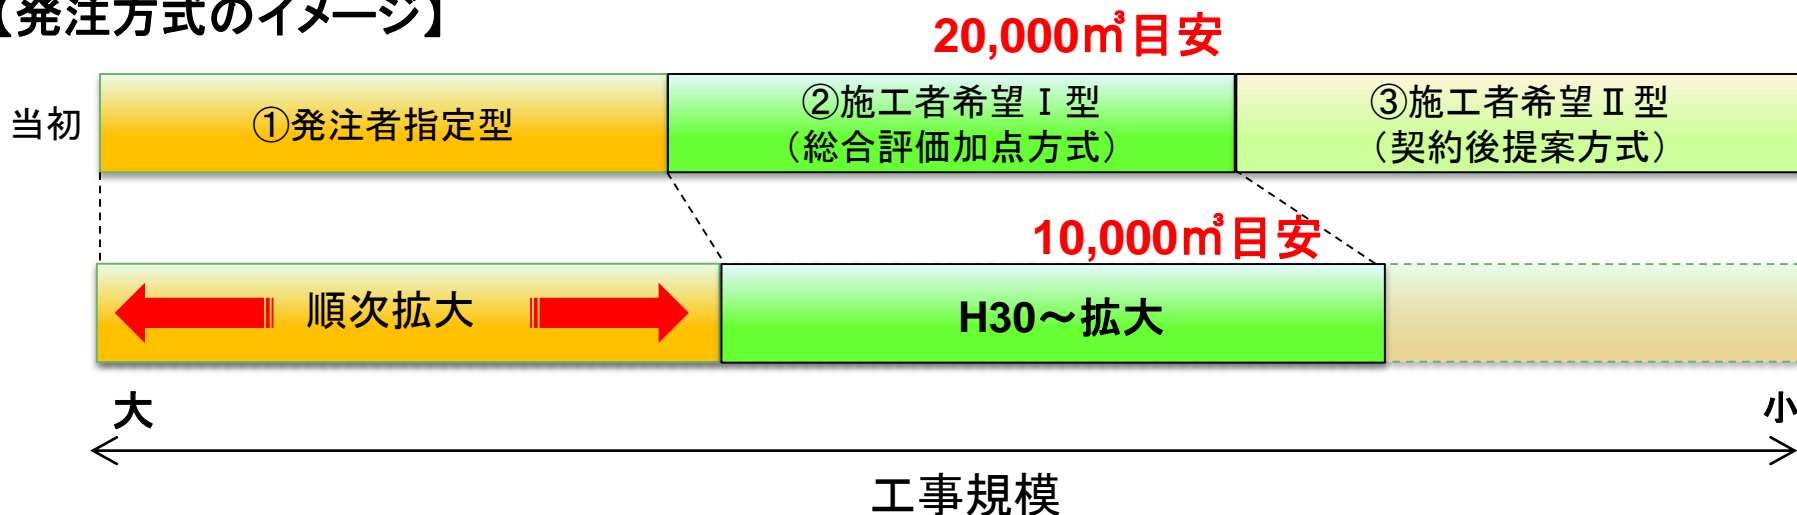 【発注方式のイメージ】
20,000㎥目安
当初
①発注者指定型
②施工者希望Ⅰ型
（総合評価加点方式）
③施工者希望Ⅱ型
（契約後提案方式）
10,000㎥目安
順次拡大
H30～拡大
大
小
工事規模